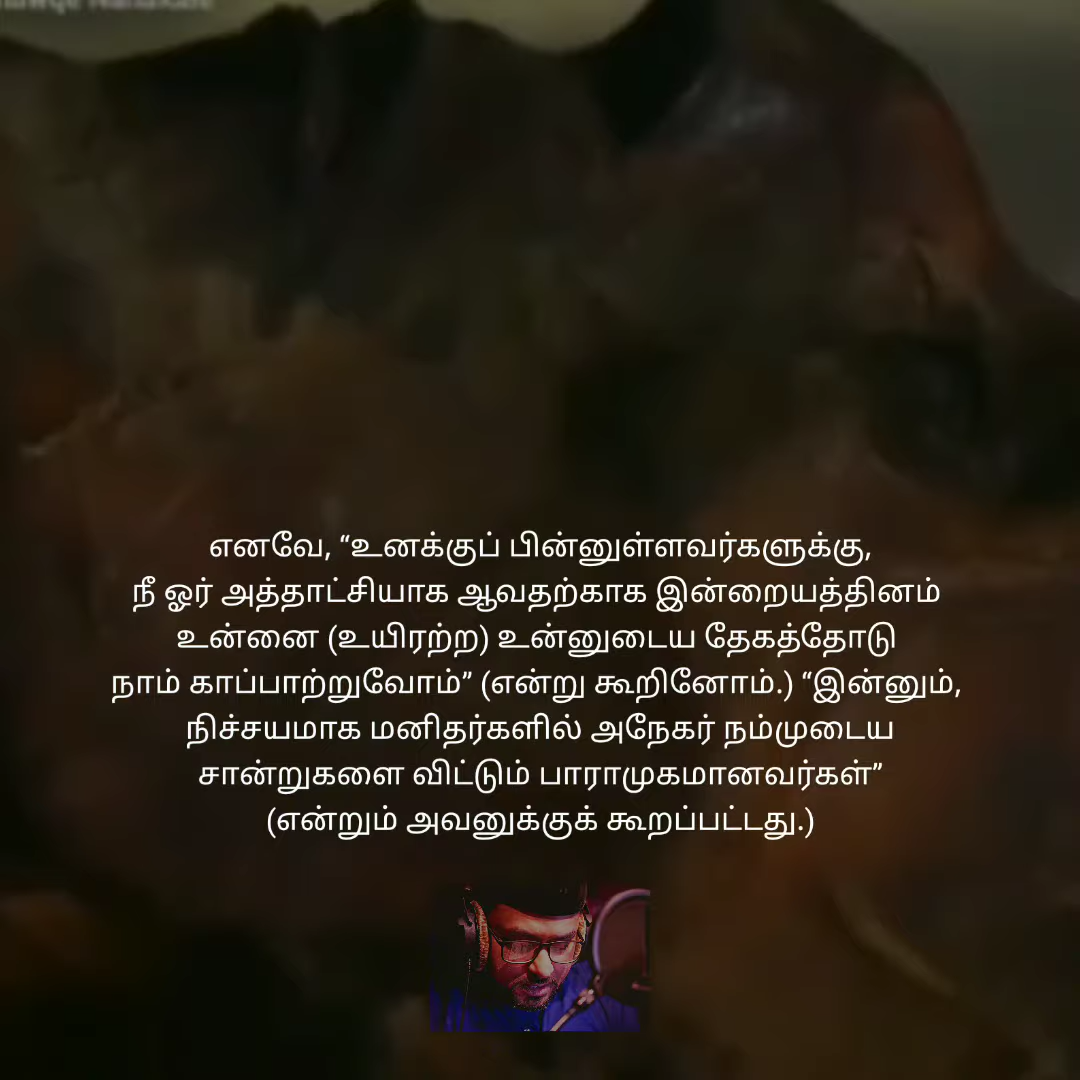 எனவே, “உனக்குப் பின்னுள்ளவர்களுக்கு,
நீ ஓர் அத்தாட்சியாக ஆவதற்காக இன்றையத்தினம்
உன்னை (உயிரற்ற) உன்னுடைய தேகத்தோடு
நாம் காப்பாற்றுவோம்” (என்று கூறினோம்.) “இன்னும்,
நிச்சயமாக மனிதர்களில் அநேகர் நம்முடைய
சான்றுகளை விட்டும் பாராமுகமானவர்கள்”
(என்றும் அவனுக்குக் கூறப்பட்டது.)